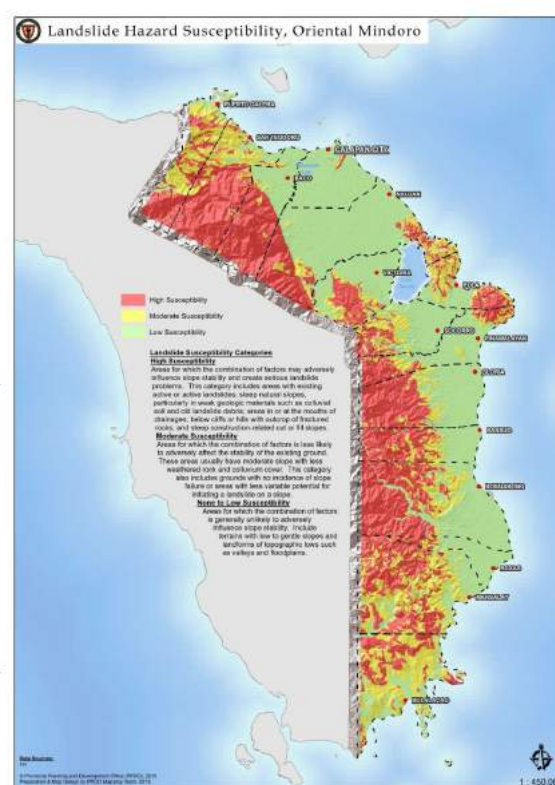 Landslide Hazard Susceptibility, Oriental Mindoro
PUERTO GALERA
SAN TEODORO
CALAPAN CITY
BACO
NAUJAN
VICTORIA
POLA
SOCORRO
PINAMALAYAN
GLORIA
BANSUD
BONGABONG
ROXAS
MANSALAY
BULALACAO
High Susceptibility
Moderate Susceptibility
Low Susceptibility
Landslide Susceptibility Categories
High Susceptibility
Areas for which the combination of factors may adversely
influence slope stability and create serious landslide
problems. This category includes areas with existing
active or active landslides; steep natural slopes,
particularly in weak geologic materials such as colluvial
soil and old landslide debris; areas in or at the mouths of
drainages; below cliffs or hills with outcrop of fractured
rocks; and steep construction-related cut or fill slopes.
Moderate Susceptibility
Areas for which the combination of factors is less likely
to adversely affect the stability of the existing ground.
These areas usually have moderate slope with less
weathered rock and colluvium cover. This category
also includes grounds with no incidence of slope
failure or areas with less variable potential for
initiating a landslide on a slope.
None to Low Susceptibility
Areas for which the combination of factors
is generally unlikely to adversely
influence slope stability. Include
terrains with low to gentle slopes and
landforms of topographic lows such
as valleys and floodplains.
Data Sources:
© Provincial Planning and Development Office (PPDO), 2015
1 : 450,00